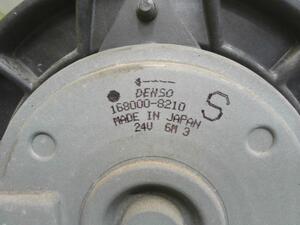 DENSO
168000-8210
MADE IN JAPAN
24V 6M 3
S